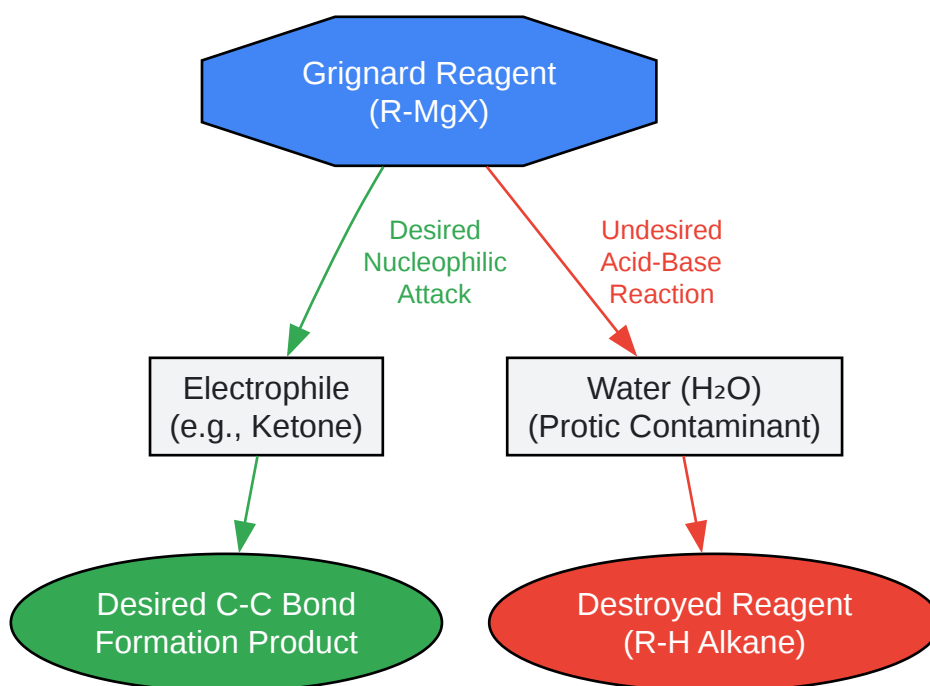 Grignard Reagent
(R-MgX)
Desired
Nucleophilic
Attack
Undesired
Acid-Base
Reaction
Electrophile
(e.g., Ketone)
Water (H₂O)
(Protic Contaminant)
Desired C-C Bond
Formation Product
Destroyed Reagent
(R-H Alkane)